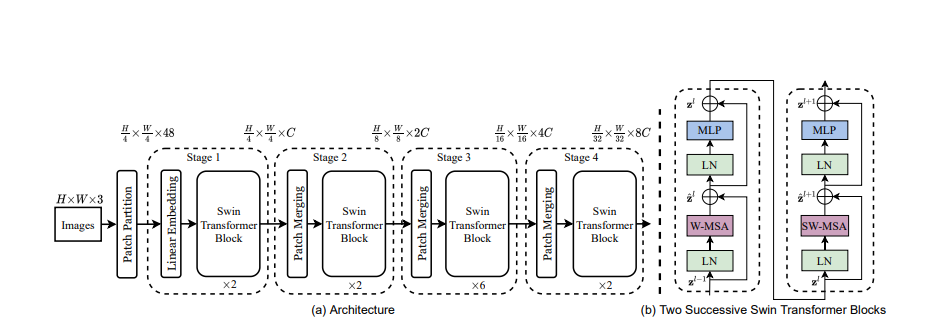 H/4 × W/4 × 48
H/4 × W/4 × C
H/8 × W/8 × 2C
H/16 × W/16 × 4C
H/32 × W/32 × 8C
H×W×3
Images
Patch Partition
Stage 1
Linear Embedding
Swin
Transformer
Block
×2
Stage 2
Patch Merging
Swin
Transformer
Block
×2
Stage 3
Patch Merging
Swin
Transformer
Block
×6
Stage 4
Patch Merging
Swin
Transformer
Block
×2
(a) Architecture
z^l
MLP
LN
ẑ^l
W-MSA
LN
z^{l-1}
z^{l+1}
MLP
LN
ẑ^{l+1}
SW-MSA
LN
z^l
(b) Two Successive Swin Transformer Blocks